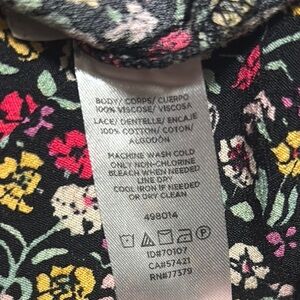 BODY/ CORPS/ CUERPO
100% VISCOSE/ VISCOSA
LACE/ DENTELLE/ ENCAJE
100% COTTON/ COTON/
ALGODÓN
MACHINE WASH COLD
ONLY NON-CHLORINE
BLEACH WHEN NEEDED
LINE DRY
COOL IRON IF NEEDED
OR DRY CLEAN
498014
ID#70107
CA#57421
RN#77379